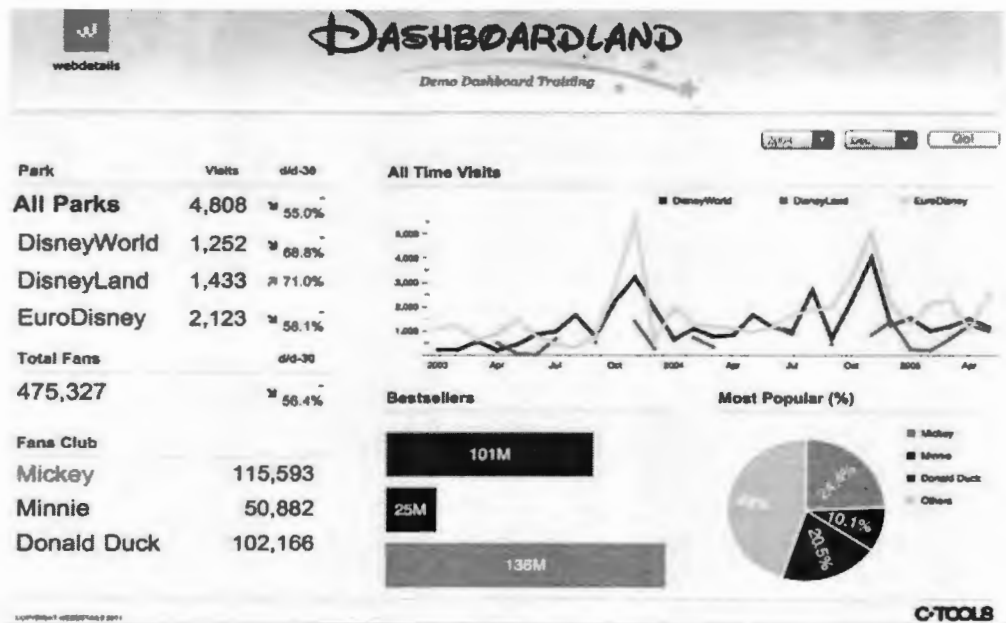 webdetails
DASHBOARDLAND
Demo Dashboard Training
Go!
Park Visits d/d-30
All Parks 4,808 55.0%
DisneyWorld 1,252 68.8%
DisneyLand 1,433 71.0%
EuroDisney 2,123 58.1%
Total Fans d/d-30
475,327 56.4%
Fans Club
Mickey 115,593
Minnie 50,882
Donald Duck 102,166
All Time Visits
DisneyWorld DisneyLand EuroDisney
5,000
4,000
3,000
2,000
1,000
2003 Apr Jul Oct 2004 Apr Jul Oct 2005 Apr
Bestsellers
101M
25M
136M
Most Popular (%)
Mickey
Minnie
Donald Duck
Others
10.1%
20.5%
COPYRIGHT WEBDETAILS 2011
C-TOOLS